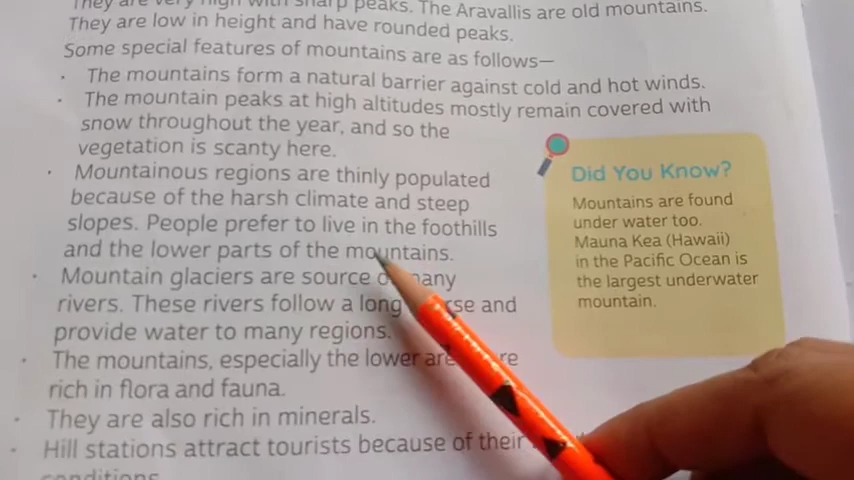 They are very high with sharp peaks. The Aravallis are old mountains.
They are low in height and have rounded peaks.
Some special features of mountains are as follows—
· The mountains form a natural barrier against cold and hot winds.
· The mountain peaks at high altitudes mostly remain covered with
snow throughout the year, and so the
vegetation is scanty here.
· Mountainous regions are thinly populated
because of the harsh climate and steep
slopes. People prefer to live in the foothills
and the lower parts of the mountains.
· Mountain glaciers are source many
rivers. These rivers follow a long and
provide water to many regions.
· The mountains, especially the lower
rich in flora and fauna.
· They are also rich in minerals.
· Hill stations attract tourists because of their
conditions.
Did You Know?
Mountains are found
under water too.
Mauna Kea (Hawaii)
in the Pacific Ocean is
the largest underwater
mountain.